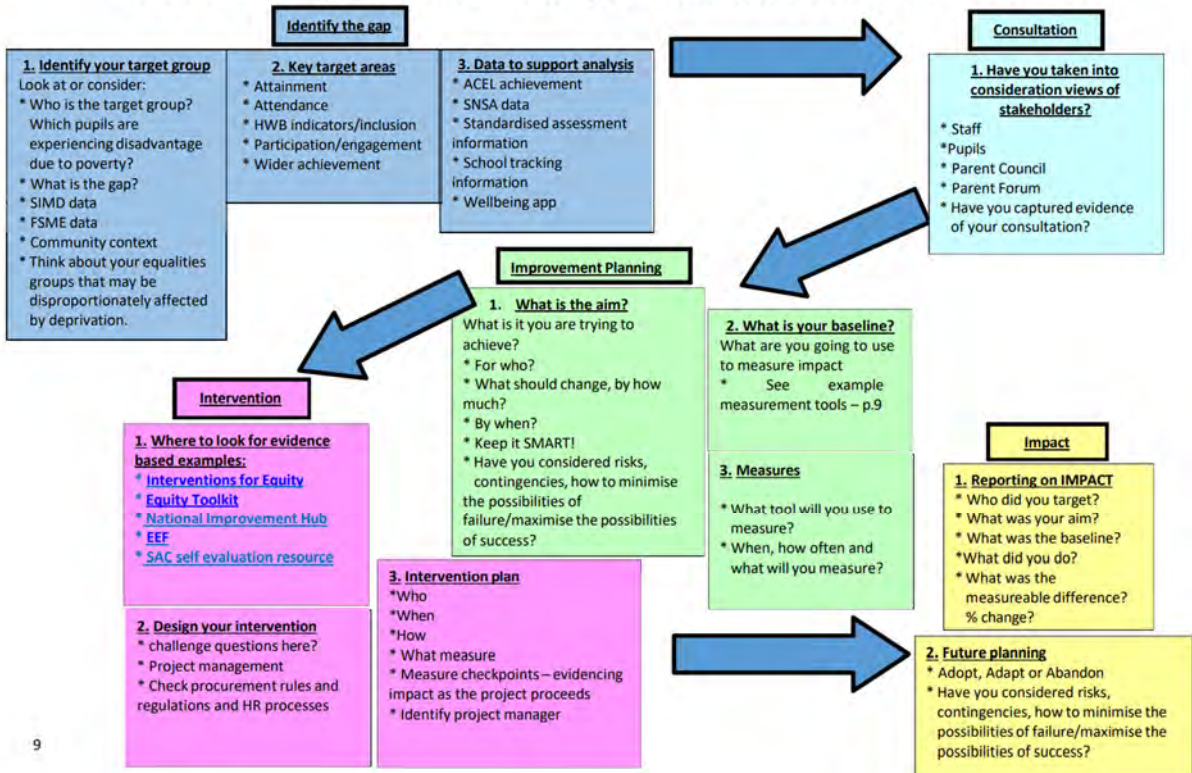 Identify the gap
1. Identify your target group
Look at or consider:
* Who is the target group?
Which pupils are
experiencing disadvantage
due to poverty?
* What is the gap?
* SIMD data
* FSME data
* Community context
* Think about your equalities
groups that may be
disproportionately affected
by deprivation.
2. Key target areas
* Attainment
* Attendance
* HWB indicators/inclusion
* Participation/engagement
* Wider achievement
3. Data to support analysis
* ACEL achievement
* SNSA data
* Standardised assessment
information
* School tracking
information
* Wellbeing app
Consultation
1. Have you taken into
consideration views of
stakeholders?
* Staff
*Pupils
* Parent Council
* Parent Forum
* Have you captured evidence
of your consultation?
Improvement Planning
1. What is the aim?
What is it you are trying to
achieve?
* For who?
* What should change, by how
much?
* By when?
* Keep it SMART!
* Have you considered risks,
contingencies, how to minimise
the possibilities of
failure/maximise the possibilities
of success?
2. What is your baseline?
What are you going to use
to measure impact
* See example
measurement tools – p.9
3. Measures
* What tool will you use to
measure?
* When, how often and
what will you measure?
Intervention
1. Where to look for evidence
based examples:
* Interventions for Equity
* Equity Toolkit
* National Improvement Hub
* EEF
* SAC self evaluation resource
2. Design your intervention
* challenge questions here?
* Project management
* Check procurement rules and
regulations and HR processes
3. Intervention plan
*Who
*When
*How
* What measure
* Measure checkpoints – evidencing
impact as the project proceeds
* Identify project manager
Impact
1. Reporting on IMPACT
* Who did you target?
* What was your aim?
* What was the baseline?
*What did you do?
* What was the
measureable difference?
% change?
2. Future planning
* Adopt, Adapt or Abandon
* Have you considered risks,
contingencies, how to minimise the
possibilities of failure/maximise the
possibilities of success?
9